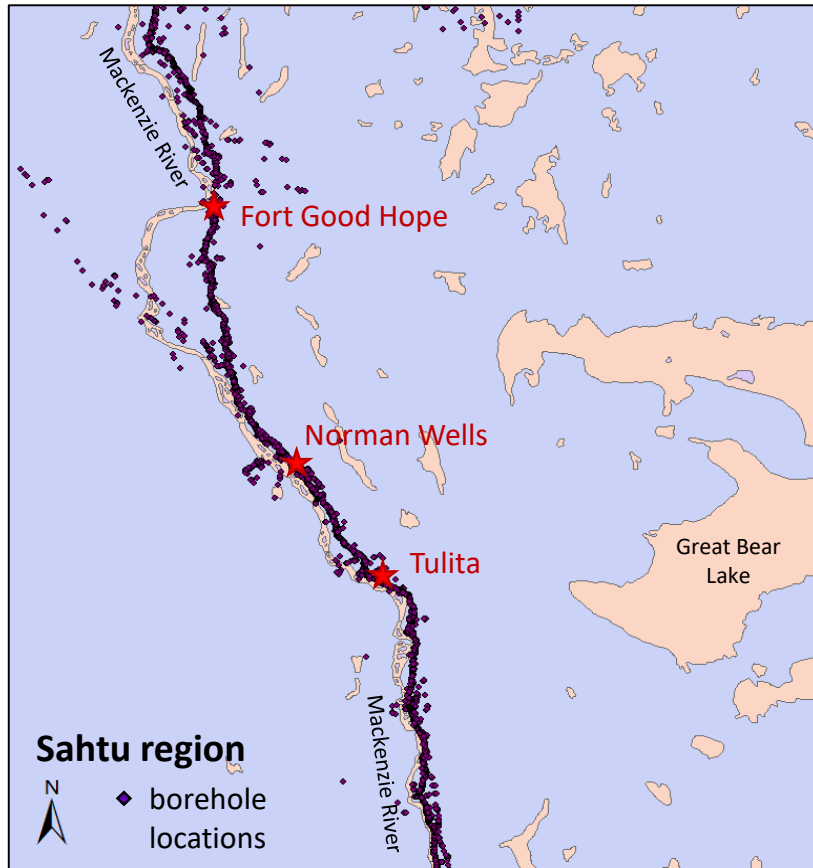 Mackenzie River
Fort Good Hope
Norman Wells
Tulita
Great Bear
Lake
Mackenzie River
Sahtu region
N
borehole
locations